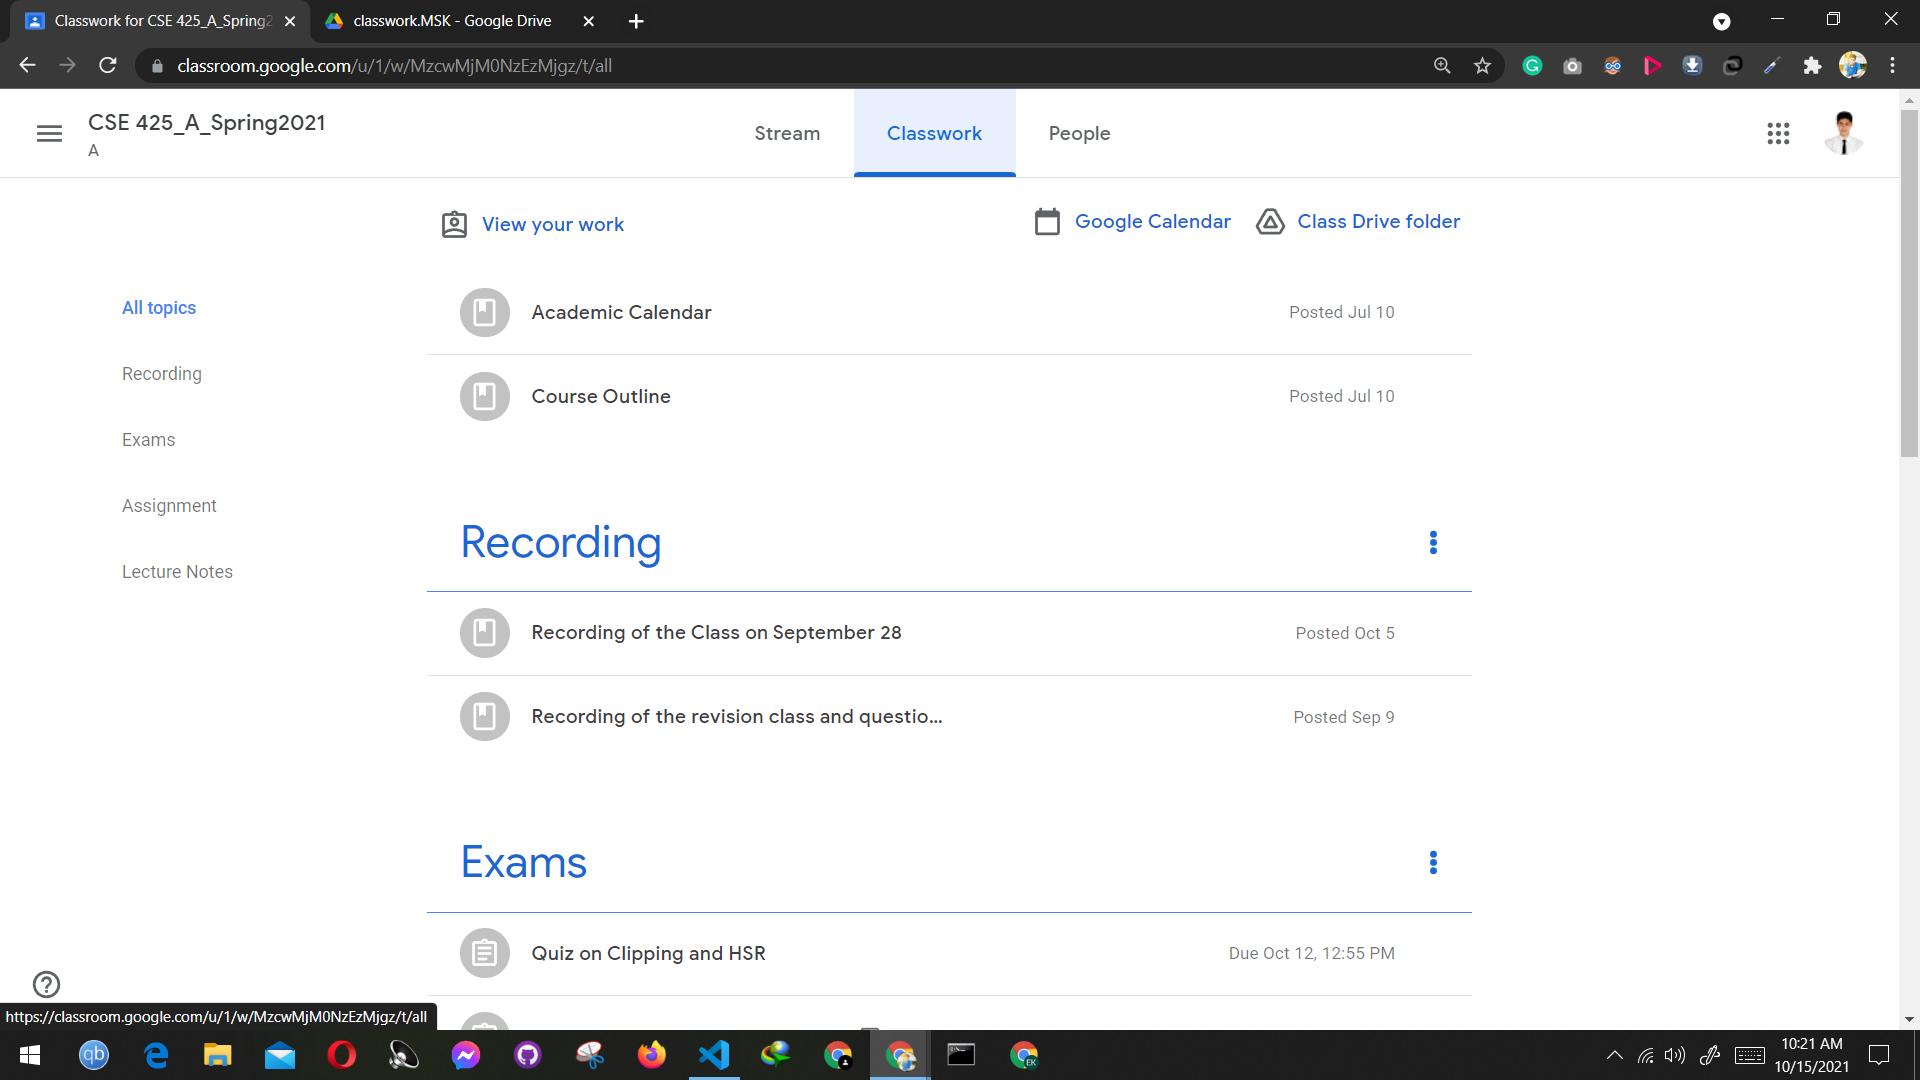 Classwork for CSE 425_A_Spring2
classwork.MSK - Google Drive
classroom.google.com/u/1/w/MzcwMjM0NzEzMjgz/t/all
CSE 425_A_Spring2021
A
Stream
Classwork
People
View your work
Google Calendar
Class Drive folder
All topics
Recording
Exams
Assignment
Lecture Notes
Academic Calendar
Posted Jul 10
Course Outline
Posted Jul 10
Recording
Recording of the Class on September 28
Posted Oct 5
Recording of the revision class and questio...
Posted Sep 9
Exams
Quiz on Clipping and HSR
Due Oct 12, 12:55 PM
https://classroom.google.com/u/1/w/MzcwMjM0NzEzMjgz/t/all
qb
EK
10:21 AM
10/15/2021